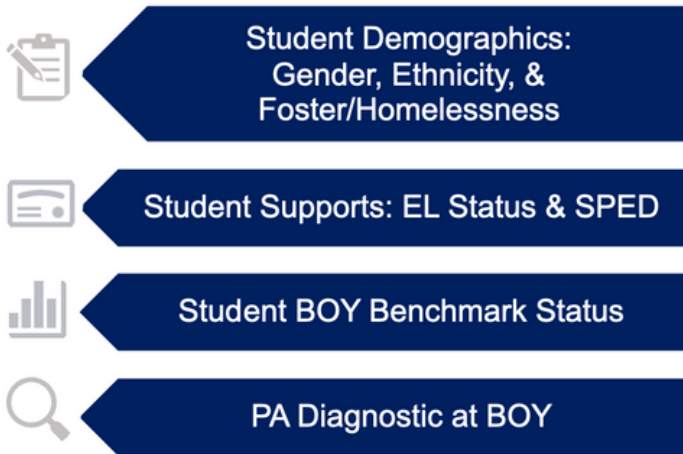 Student Demographics:
Gender, Ethnicity, &
Foster/Homelessness
Student Supports: EL Status & SPED
Student BOY Benchmark Status
PA Diagnostic at BOY